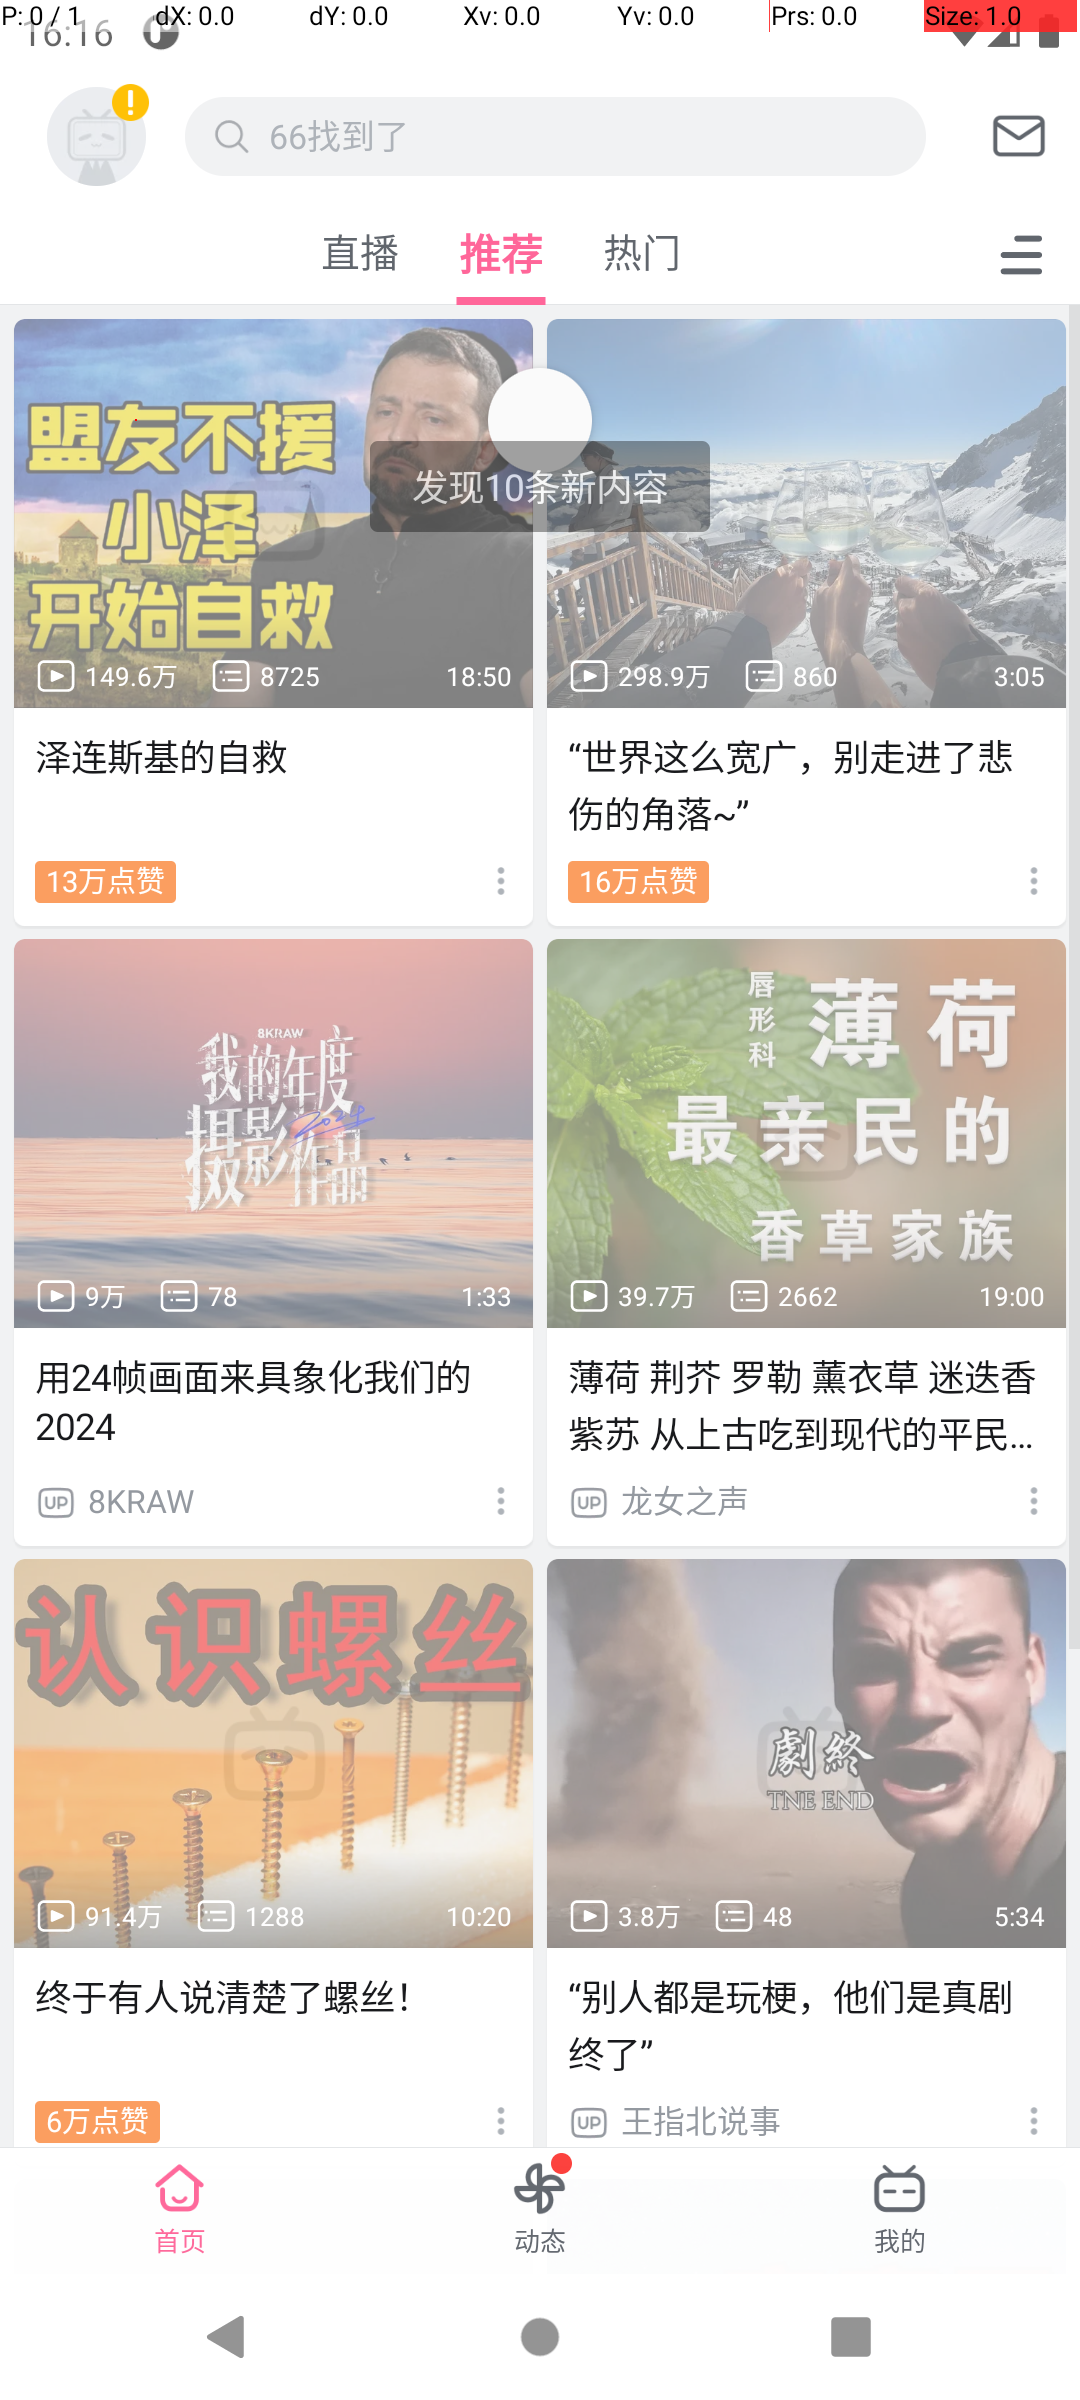 P: 0 / 1 dX: 0.0 dY: 0.0 Xv: 0.0 Yv: 0.0 Prs: 0.0 Size: 1.0
16:16
66找到了
直播 推荐 热门
盟友不援
小泽
开始自救
149.6万 8725 18:50
298.9万 860 3:05
发现10条新内容
泽连斯基的自救
13万点赞
“世界这么宽广，别走进了悲
伤的角落~”
16万点赞
8KRAW
我的年度
摄影作品
2024
9万 78 1:33
唇形科
薄荷
最亲民的
香草家族
39.7万 2662 19:00
用24帧画面来具象化我们的
2024
UP 8KRAW
薄荷 荆芥 罗勒 薰衣草 迷迭香
紫苏 从上古吃到现代的平民...
UP 龙女之声
认识螺丝
91.4万 1288 10:20
劇終
TNE END
3.8万 48 5:34
终于有人说清楚了螺丝！
6万点赞
“别人都是玩梗，他们是真剧
终了”
UP 王指北说事
首页 动态 我的